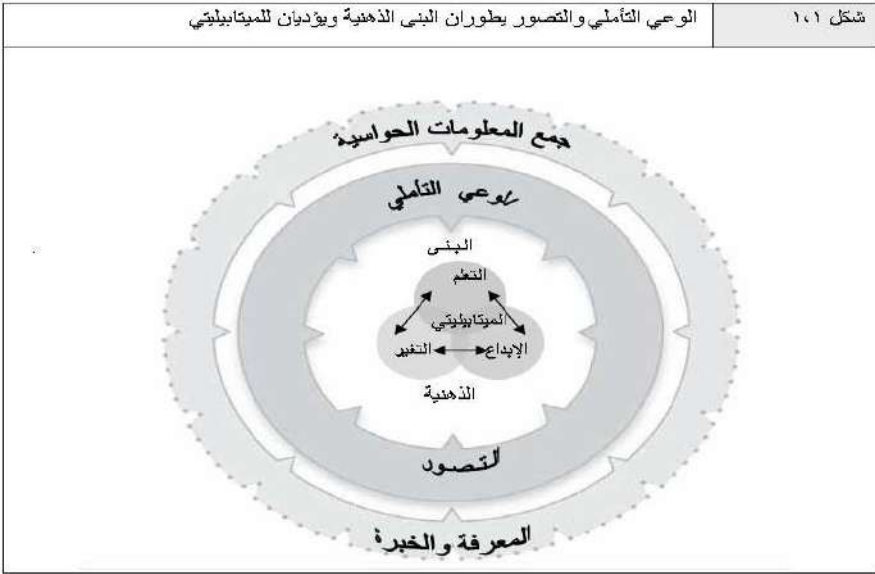 شكل ١،١
الوعي التأملي والتصور يطوران البنى الذهنية ويؤديان للميتابيليتي
جمع المعلومات الحواسية
الوعي التأملي
البنى
التعلم
الميتابيليتي
الإبداع
التغير
الذهنية
التصور
المعرفة والخبرة